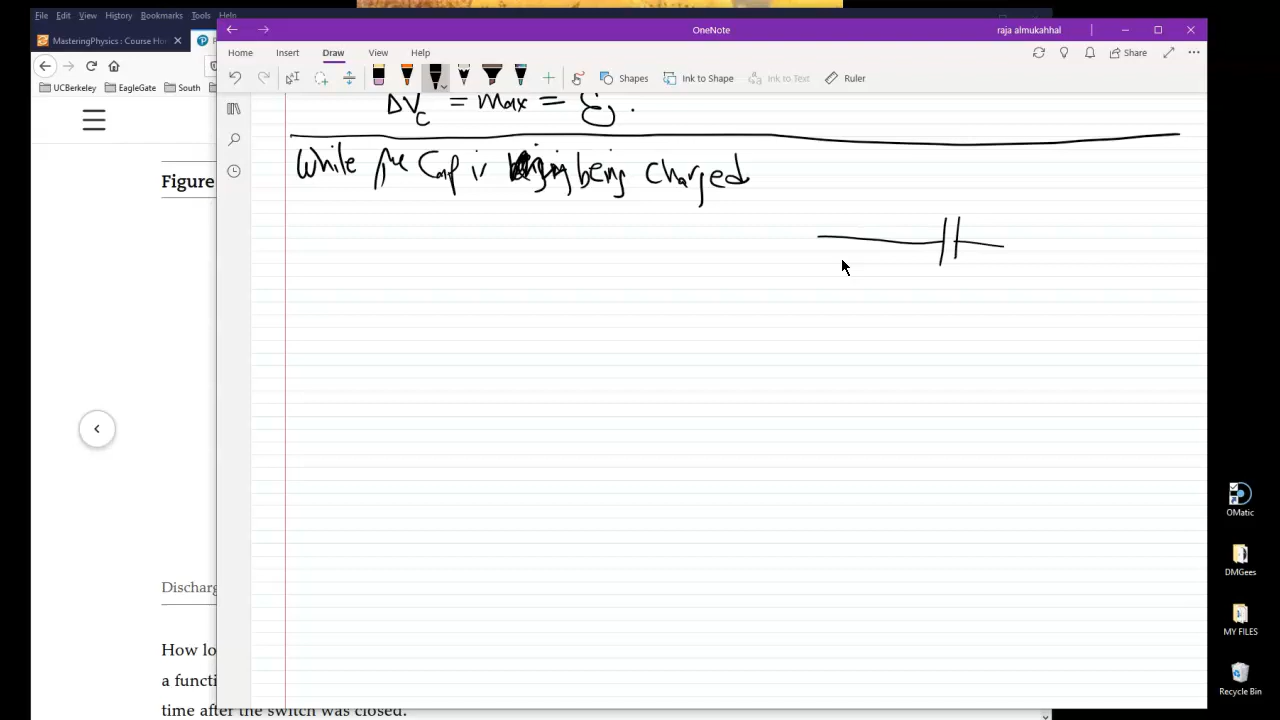 File Edit View History Bookmarks Tools Help
MasteringPhysics : Course Ho
UCBerkeley EagleGate South
OneNote
raja almukahhal
Home Insert Draw View Help
Share
Shapes Ink to Shape Ink to Text Ruler
ΔVc = Max = Ɛ.
While the Cap is being charged
Figure
Discharg
How lo
a functi
time after the switch was closed.
OMatic
DMGees
MY FILES
Recycle Bin